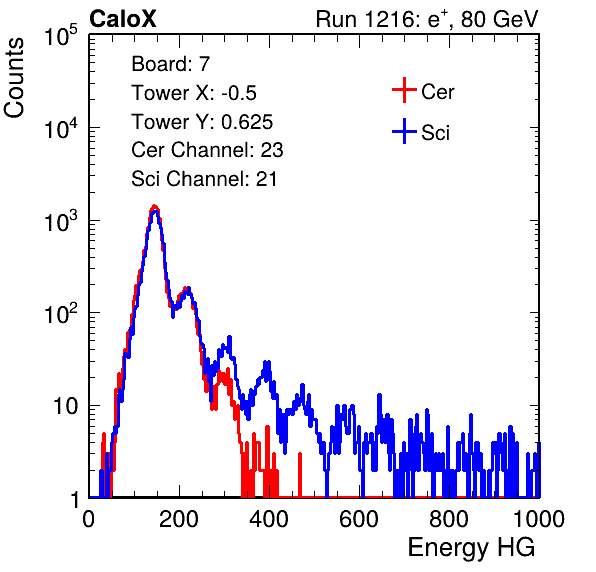 CaloX Run 1216: e⁺, 80 GeV
Counts
Board: 7
Tower X: -0.5
Tower Y: 0.625
Cer Channel: 23
Sci Channel: 21
Cer
Sci
10⁵
10⁴
10³
10²
10
1
0 200 400 600 800 1000
Energy HG